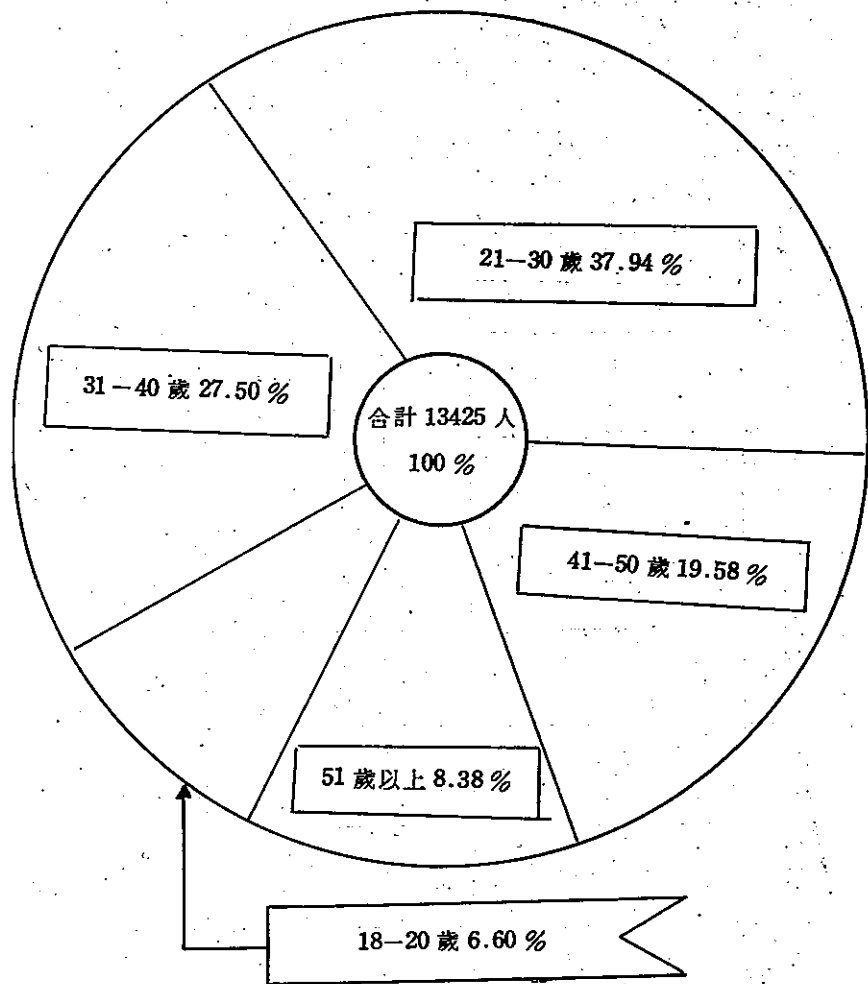 21－30 歲 37.94 %
31－40 歲 27.50 %
合計 13425 人
100 %
41－50 歲 19.58 %
51 歲以上 8.38 %
18－20 歲 6.60 %